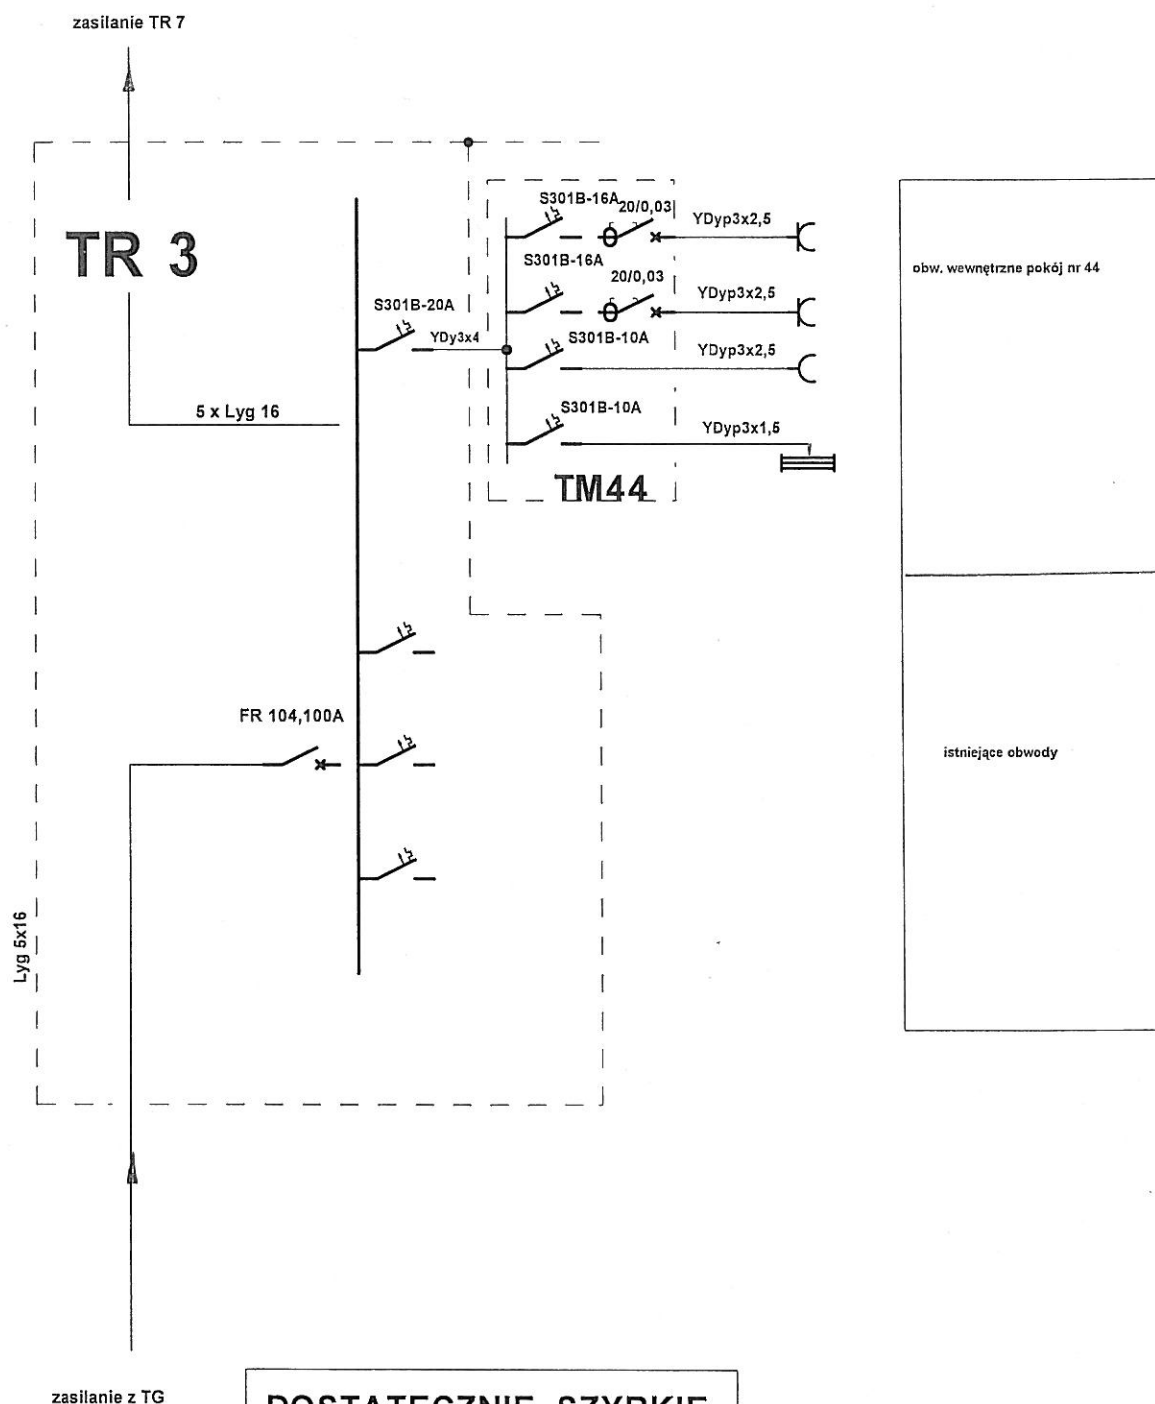 zasilanie TR 7
TR 3
S301B-16A
20/0,03
YDyp3x2,5
S301B-16A
20/0,03
YDyp3x2,5
S301B-20A
YDy3x4
S301B-10A
YDyp3x2,5
5 x Lyg 16
S301B-10A
YDyp3x1,5
TM44
obw. wewnętrzne pokój nr 44
FR 104,100A
istniejące obwody
Lyg 5x16
zasilanie z TG
DOSTATECZNIE SZYBKIE